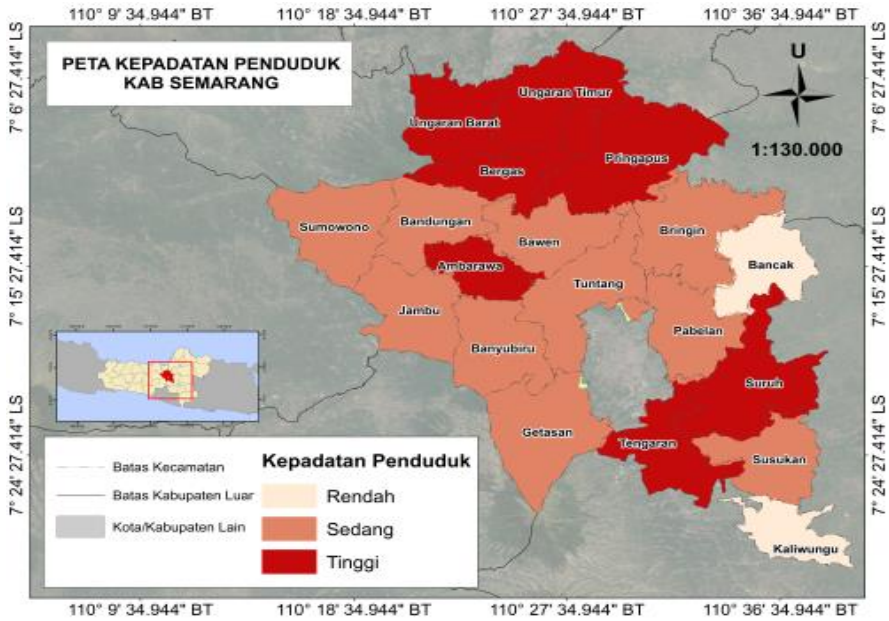 110° 9' 34.944" BT
110° 18' 34.944" BT
110° 27' 34.944" BT
110° 36' 34.944" BT
PETA KEPADATAN PENDUDUK
KAB SEMARANG
U
1:130.000
7° 6' 27.414" LS
7° 6' 27.414" LS
Ungaran Timur
Ungaran Barat
Bergas
Pringapus
Sumowono
Bandungan
Bawen
Bringin
Bancak
Ambarawa
Tuntang
7° 15' 27.414" LS
7° 15' 27.414" LS
Jambu
Banyubiru
Pabelan
Suruh
Getasan
Tengaran
Susukan
Kaliwungu
7° 24' 27.414" LS
7° 24' 27.414" LS
Batas Kecamatan
Batas Kabupaten Luar
Kota/Kabupaten Lain
Kepadatan Penduduk
Rendah
Sedang
Tinggi
110° 9' 34.944" BT
110° 18' 34.944" BT
110° 27' 34.944" BT
110° 36' 34.944" BT